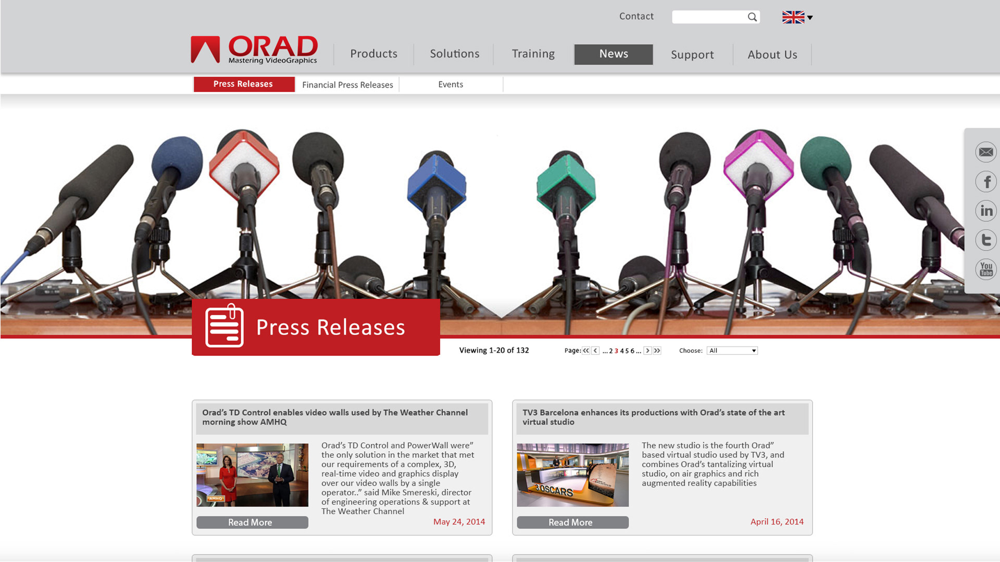 Contact
ORAD
Mastering VideoGraphics
Products
Solutions
Training
News
Support
About Us
Press Releases
Financial Press Releases
Events
in
You
Tube
Press Releases
Viewing 1-20 of 132
Page: << < ...2 3 4 5 6 ... > >>
Choose: All
Orad’s TD Control enables video walls used by The Weather Channel
morning show AMHQ
Orad’s TD Control and PowerWall were”
the only solution in the market that met
our requirements of a complex, 3D,
real-time video and graphics display
over our video walls by a single
operator..” said Mike Smereski, director
of engineering operations & support at
The Weather Channel
AMHQ
Read More
May 24, 2014
TV3 Barcelona enhances its productions with Orad’s state of the art
virtual studio
The new studio is the fourth Orad”
based virtual studio used by TV3, and
combines Orad’s tantalizing virtual
studio, on air graphics and rich
augmented reality capabilities
3 OSCARS
Read More
April 16, 2014